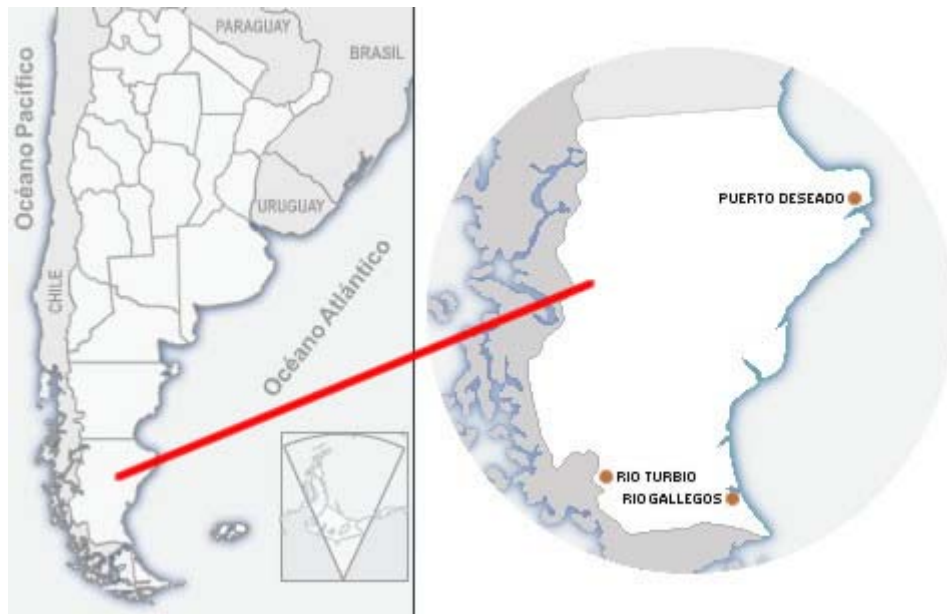 PARAGUAY
BRASIL
Océano Pacífico
URUGUAY
CHILE
Océano Atlántico
PUERTO DESEADO
RIO TURBIO
RIO GALLEGOS